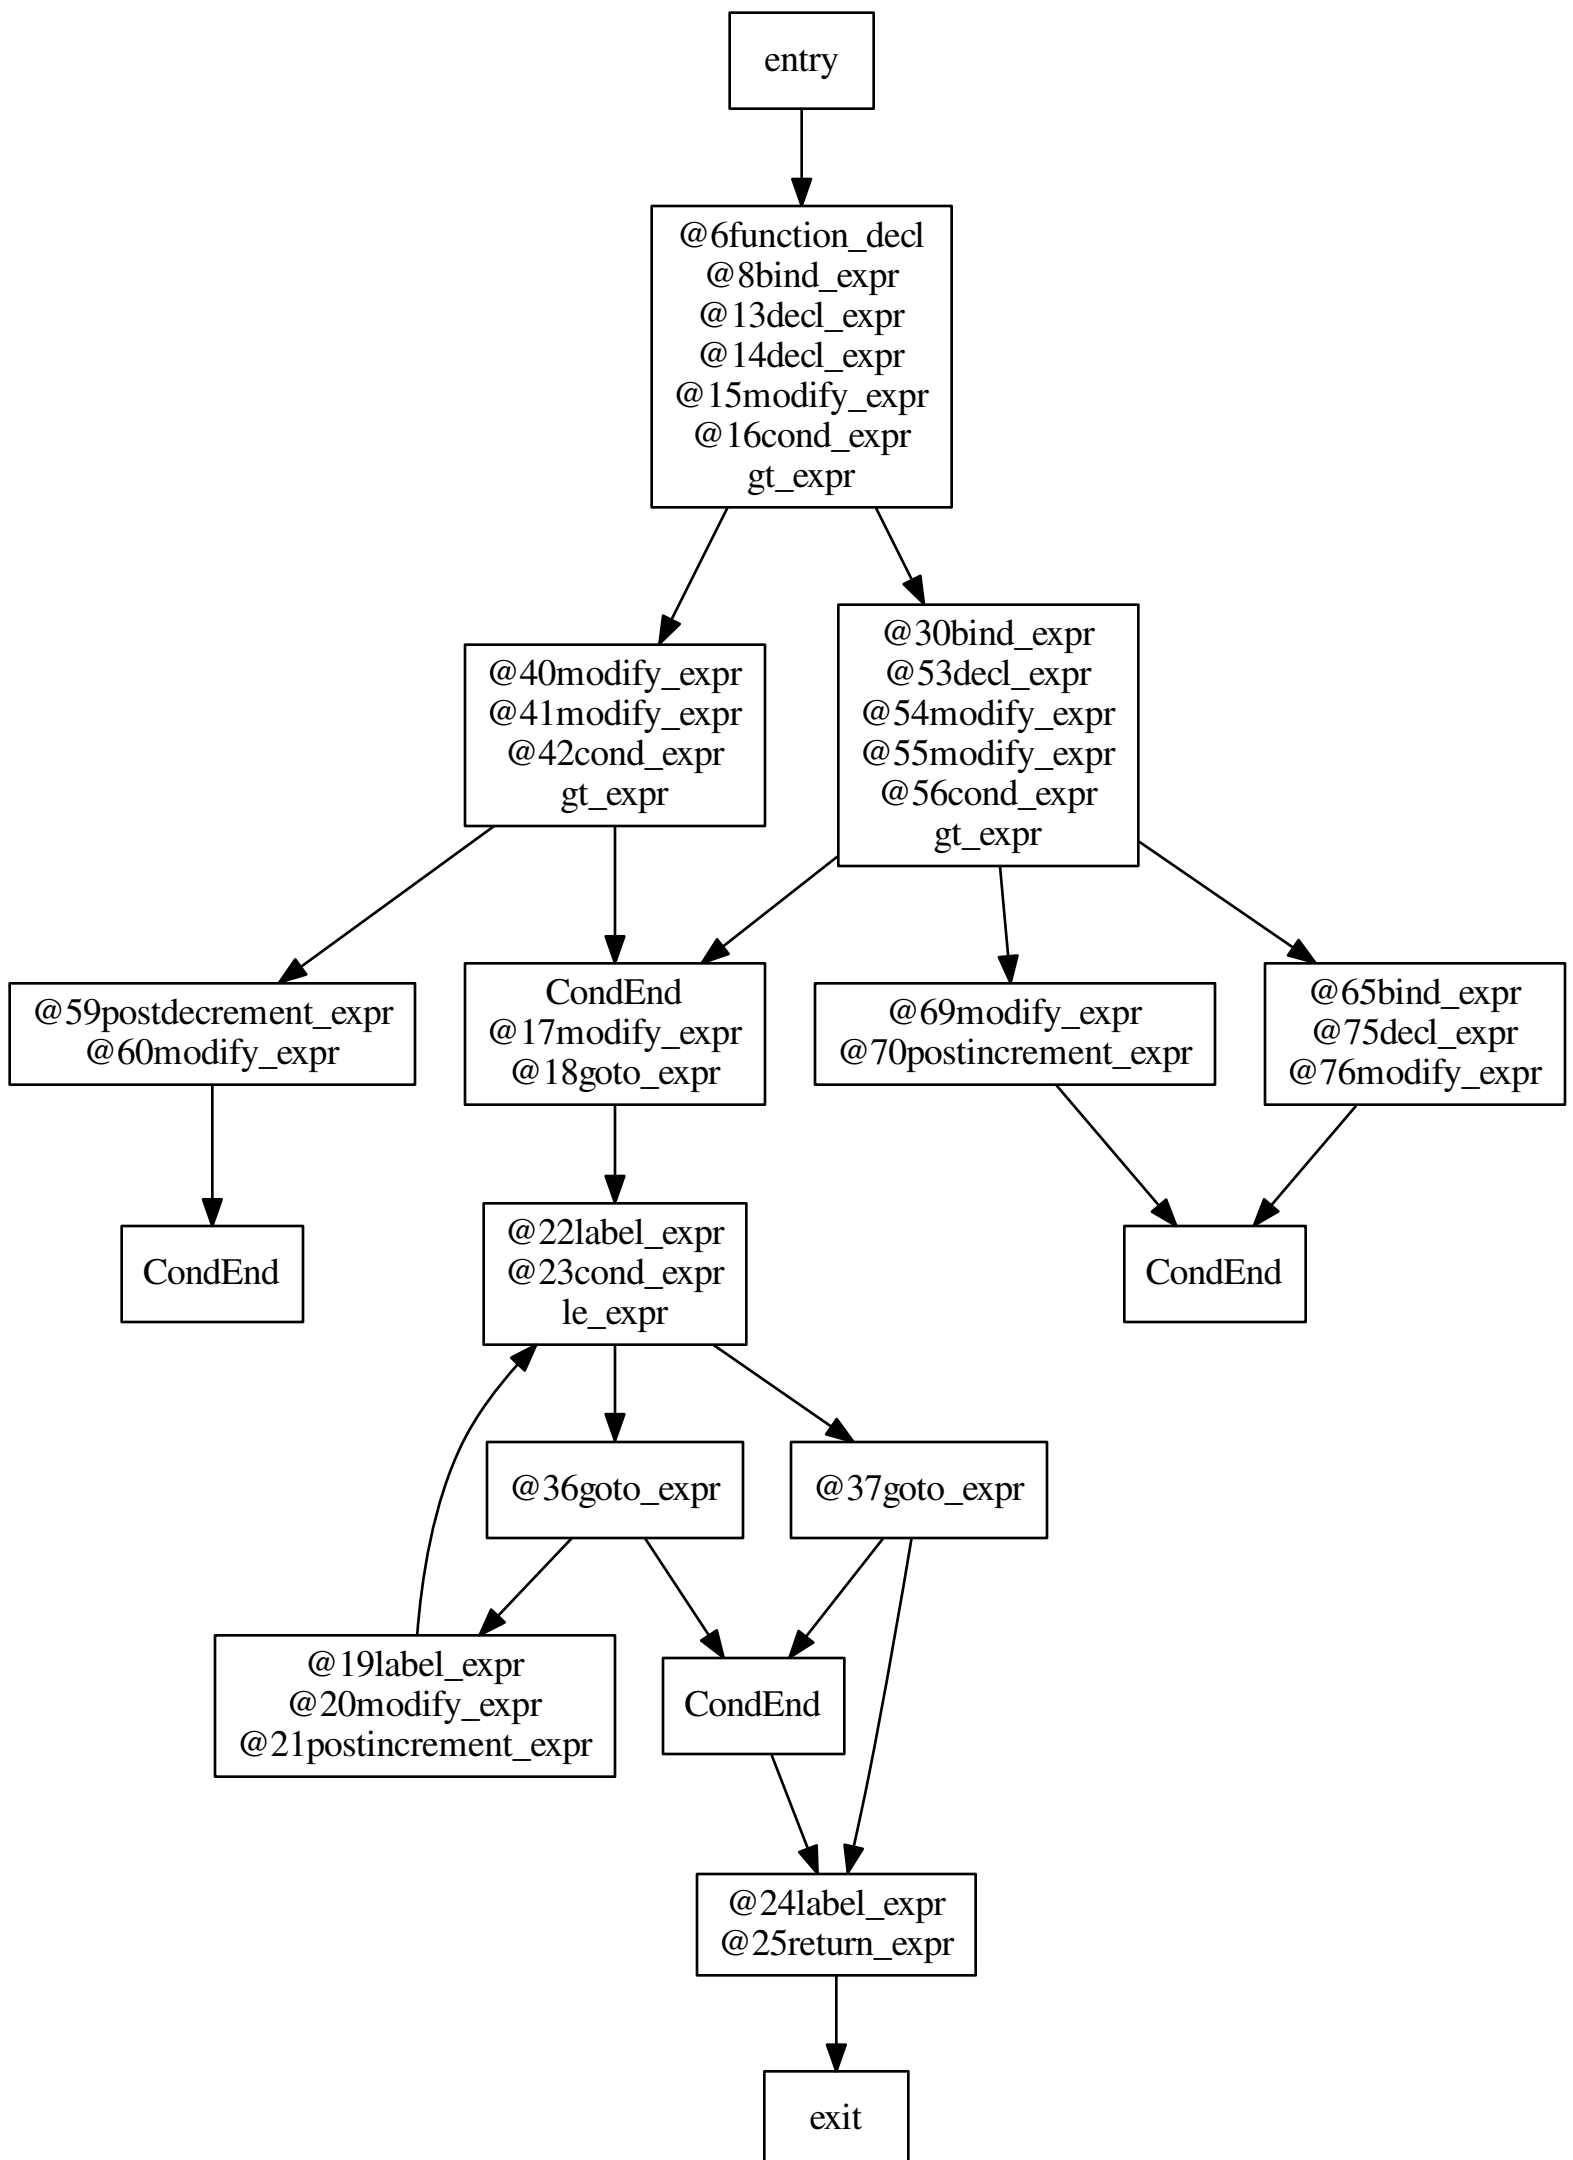 entry
@6function_decl
@8bind_expr
@13decl_expr
@14decl_expr
@15modify_expr
@16cond_expr
gt_expr
@40modify_expr
@41modify_expr
@42cond_expr
gt_expr
@30bind_expr
@53decl_expr
@54modify_expr
@55modify_expr
@56cond_expr
gt_expr
@59postdecrement_expr
@60modify_expr
CondEnd
@17modify_expr
@18goto_expr
@69modify_expr
@70postincrement_expr
@65bind_expr
@75decl_expr
@76modify_expr
CondEnd
@22label_expr
@23cond_expr
le_expr
CondEnd
@36goto_expr
@37goto_expr
@19label_expr
@20modify_expr
@21postincrement_expr
CondEnd
@24label_expr
@25return_expr
exit